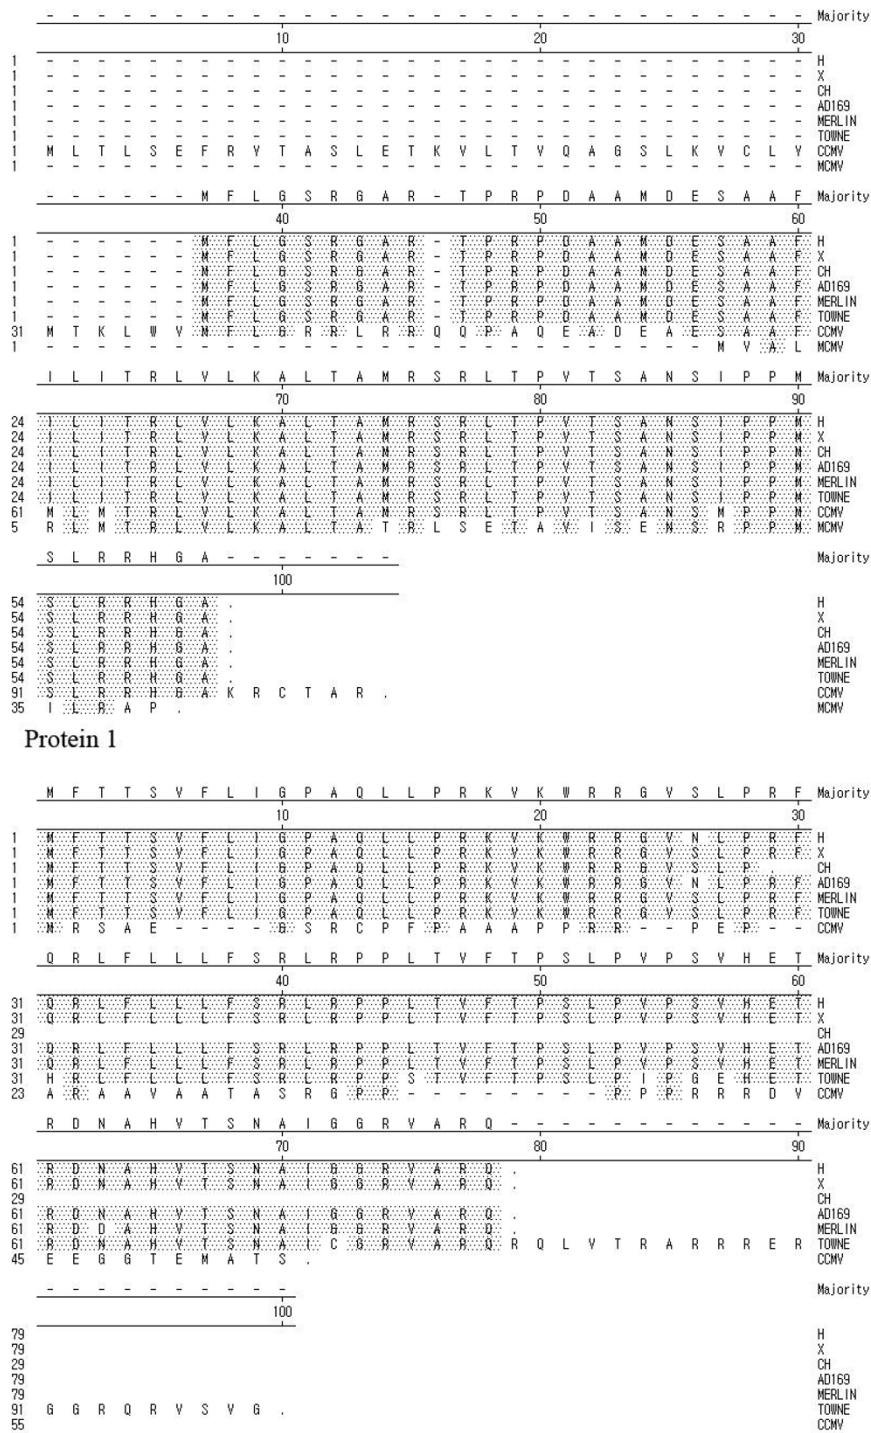 - - - - - - - - - - - - - - - - - - - - - - - - - - - - - - Majority
10 20 30
1 - - - - - - - - - - - - - - - - - - - - - - - - - - - - - - H
1 - - - - - - - - - - - - - - - - - - - - - - - - - - - - - - X
1 - - - - - - - - - - - - - - - - - - - - - - - - - - - - - - CH
1 - - - - - - - - - - - - - - - - - - - - - - - - - - - - - - AD169
1 - - - - - - - - - - - - - - - - - - - - - - - - - - - - - - MERLIN
1 - - - - - - - - - - - - - - - - - - - - - - - - - - - - - - TOWNE
1 M L T L S E F R Y T A S L E T K V L T V Q A G S L K V C L Y CCMV
1 - - - - - - - - - - - - - - - - - - - - - - - - - - - - - - MCMV
- - - - - - M F L G S R G A R - T P R P D A A M D E S A A F Majority
40 50 60
1 - - - - - - M F L G S R G A R - T P R P D A A M D E S A A F H
1 - - - - - - M F L G S R G A R - T P R P D A A M D E S A A F X
1 - - - - - - M F L G S R G A R - T P R P D A A M D E S A A F CH
1 - - - - - - M F L G S R G A R - T P R P D A A M D E S A A F AD169
1 - - - - - - M F L G S R G A R - T P R P D A A M D E S A A F MERLIN
1 - - - - - - M F L G S R G A R - T P R P D A A M D E S A A F TOWNE
31 M T K L W V M F L G R R L R R Q Q P A Q E A D E A E S A A F CCMV
1 - - - - - - - - - - - - - - - - - - - - - - - - - - M V A L MCMV
I L I T R L V L K A L T A M R S R L T P V T S A N S I P P M Majority
70 80 90
24 I L I T R L V L K A L T A M R S R L T P V T S A N S I P P M H
24 I L I T R L V L K A L T A M R S R L T P V T S A N S I P P M X
24 I L I T R L V L K A L T A M R S R L T P V T S A N S I P P M CH
24 I L I T R L V L K A L T A M R S R L T P V T S A N S I P P M AD169
24 I L I T R L V L K A L T A M R S R L T P V T S A N S I P P M MERLIN
24 I L I T R L V L K A L T A M R S R L T P V T S A N S I P P M TOWNE
61 M L M T R L V L K A L T A M R S R L T P V T S A N S M P P M CCMV
5 R L M T R L V L K A L T A T R L S E T A V I S E N S R P P M MCMV
S L R R H G A - - - - - - - Majority
100
54 S L R R H G A . H
54 S L R R H G A . X
54 S L R R H G A . CH
54 S L R R H G A . AD169
54 S L R R H G A . MERLIN
54 S L R R H G A . TOWNE
91 S L R R H G A K R C T A R . CCMV
35 I L R A P . MCMV
Protein 1
M F T T S V F L I G P A Q L L P R K V K W R R G V S L P R F Majority
10 20 30
1 M F T T S V F L I G P A Q L L P R K V K W R R G V N L P R F H
1 M F T T S V F L I G P A Q L L P R K V K W R R G V S L P R F X
1 M F T T S V F L I G P A Q L L P R K V K W R R G V S L P . CH
1 M F T T S V F L I G P A Q L L P R K V K W R R G V N L P R F AD169
1 M F T T S V F L I G P A Q L L P R K V K W R R G V S L P R F MERLIN
1 M F T T S V F L I G P A Q L L P R K V K W R R G V S L P R F TOWNE
1 M R S A E - - - - G S R C P F P A A A P P R R - - P E P - - CCMV
Q R L F L L L F S R L R P P L T V F T P S L P V P S V H E T Majority
40 50 60
31 Q R L F L L L F S R L R P P L T V F T P S L P V P S V H E T H
31 Q R L F L L L F S R L R P P L T V F T P S L P V P S V H E T X
29 CH
31 Q R L F L L L F S R L R P P L T V F T P S L P V P S V H E T AD169
31 Q R L F L L L F S R L R P P L T V F T P S L P V P S V H E T MERLIN
31 H R L F L L L F S R L R P P S T V F T P S L P I P G E H E T TOWNE
23 A R A A V A A T A S R G P P - - - - - - - - P P P R R R D V CCMV
R D N A H V T S N A I G G R V A R Q - - - - - - - - - - - - Majority
70 80 90
61 R D N A H V T S N A I G G R V A R Q . H
61 R D N A H V T S N A I G G R V A R Q . X
29 CH
61 R D N A H V T S N A I G G R V A R Q . AD169
61 R D D A H V T S N A I G G R V A R Q . MERLIN
61 R D N A H V T S N A I C G R V A R Q R Q L V T R A R R R E R TOWNE
45 E E G G T E M A T S . CCMV
- - - - - - - - - - Majority
100
79 H
79 X
29 CH
79 AD169
79 MERLIN
91 G G R Q R V S V G . TOWNE
55 CCMV